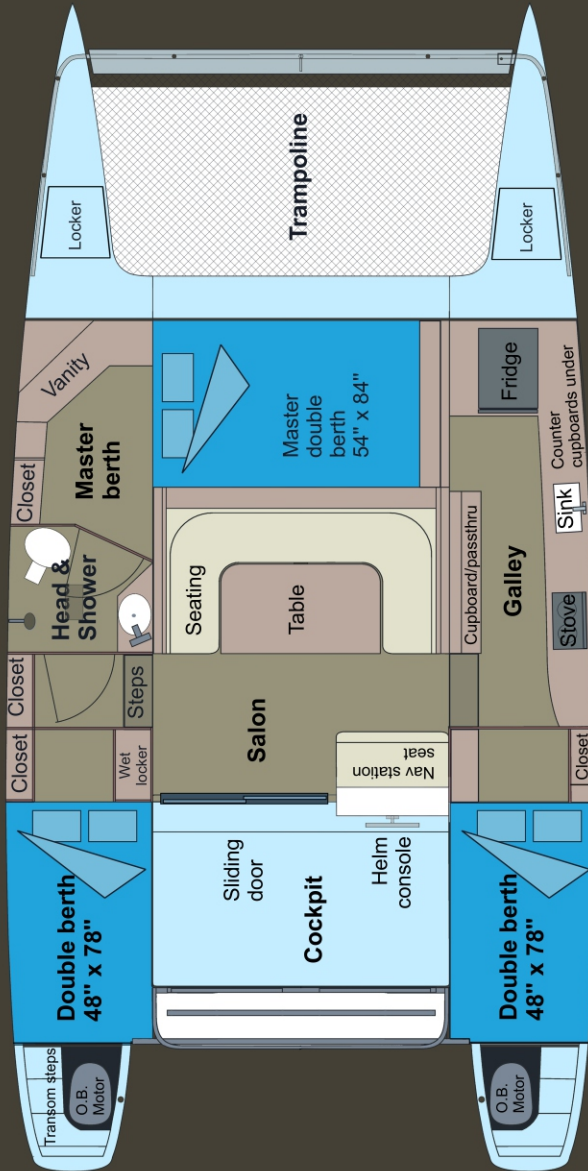 Trampoline
Locker
Locker
Vanity
Master
berth
Closet
Master
double
berth
54" x 84"
Fridge
Counter
cupboards under
Sink
Stove
Galley
Cupboard/passthru
Head &
Shower
Seating
Table
Closet
Steps
Salon
Closet
Wet
locker
Nav station
seat
Closet
Double berth
48" x 78"
Sliding
door
Helm
console
Cockpit
Double berth
48" x 78"
Transom steps
O.B.
Motor
O.B.
Motor